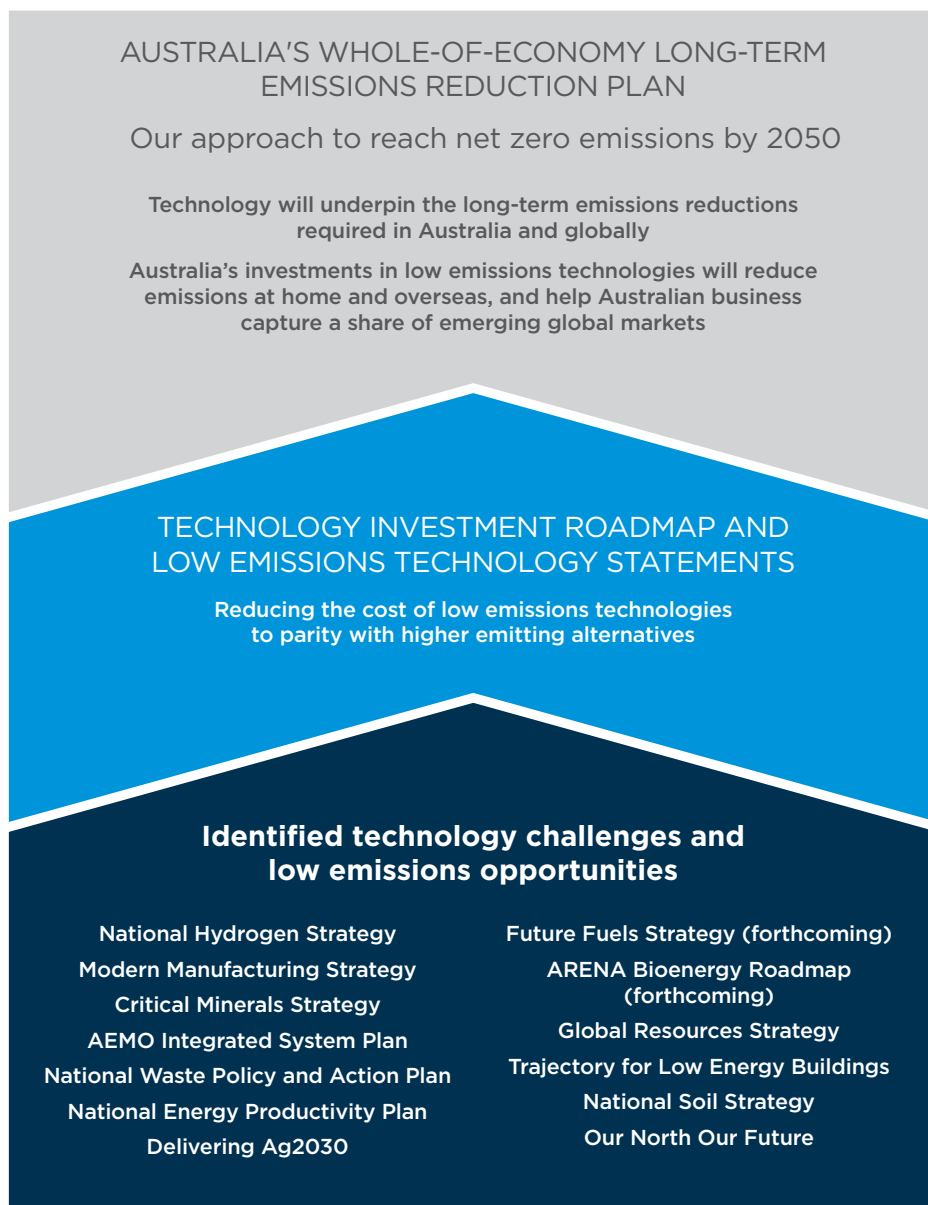 AUSTRALIA'S WHOLE-OF-ECONOMY LONG-TERM
EMISSIONS REDUCTION PLAN
Our approach to reach net zero emissions by 2050
Technology will underpin the long-term emissions reductions
required in Australia and globally
Australia’s investments in low emissions technologies will reduce
emissions at home and overseas, and help Australian business
capture a share of emerging global markets
TECHNOLOGY INVESTMENT ROADMAP AND
LOW EMISSIONS TECHNOLOGY STATEMENTS
Reducing the cost of low emissions technologies
to parity with higher emitting alternatives
Identified technology challenges and
low emissions opportunities
National Hydrogen Strategy
Modern Manufacturing Strategy
Critical Minerals Strategy
AEMO Integrated System Plan
National Waste Policy and Action Plan
National Energy Productivity Plan
Delivering Ag2030
Future Fuels Strategy (forthcoming)
ARENA Bioenergy Roadmap
(forthcoming)
Global Resources Strategy
Trajectory for Low Energy Buildings
National Soil Strategy
Our North Our Future